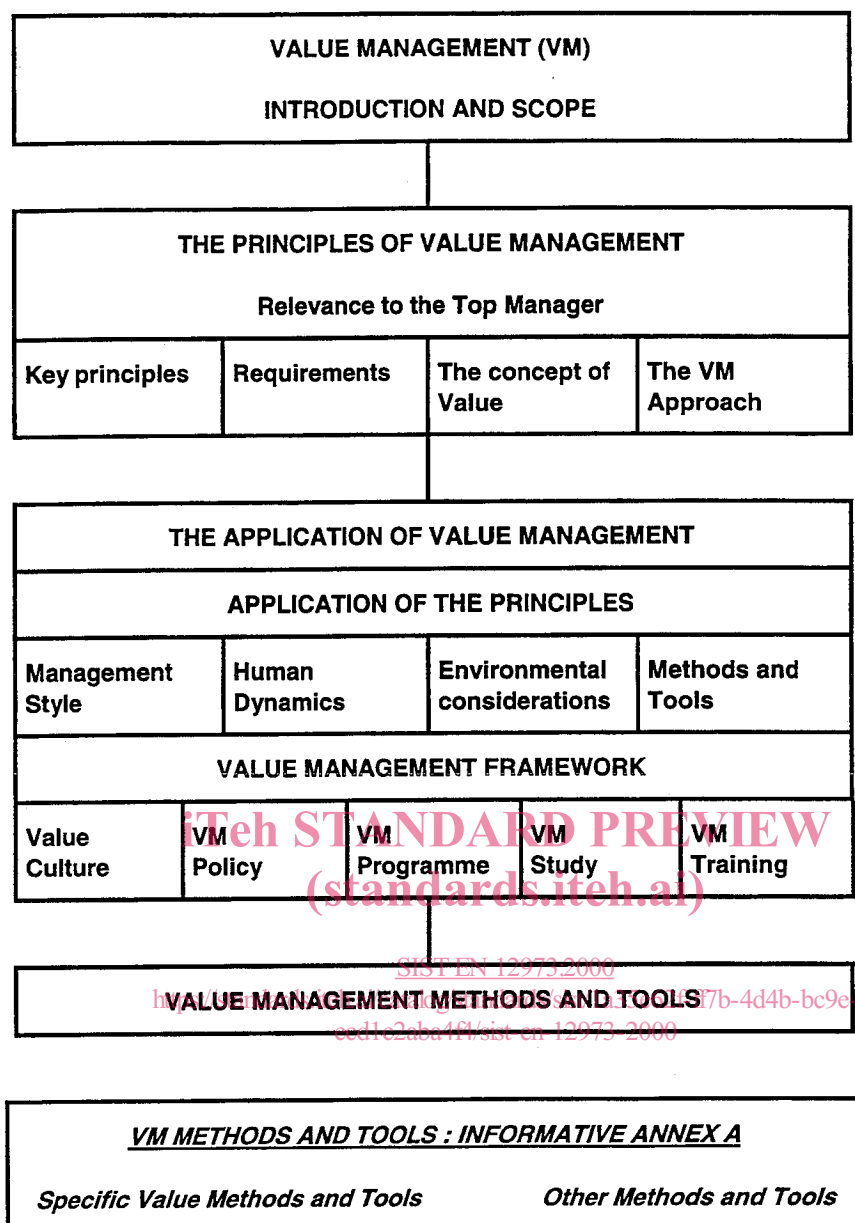 VALUE MANAGEMENT (VM)
INTRODUCTION AND SCOPE
THE PRINCIPLES OF VALUE MANAGEMENT
Relevance to the Top Manager
Key principles
Requirements
The concept of
Value
The VM
Approach
THE APPLICATION OF VALUE MANAGEMENT
APPLICATION OF THE PRINCIPLES
Management
Style
Human
Dynamics
Environmental
considerations
Methods and
Tools
VALUE MANAGEMENT FRAMEWORK
iTeh STANDARD PREVIEW
Value
Culture
VM
Policy
VM
Programme
VM
Study
VM
Training
(standards.iteh.ai)
SIST EN 12973:2000
VALUE MANAGEMENT METHODS AND TOOLS
ced1c2aba4f4/sist-en-12973-2000
VM METHODS AND TOOLS : INFORMATIVE ANNEX A
Specific Value Methods and Tools
Other Methods and Tools